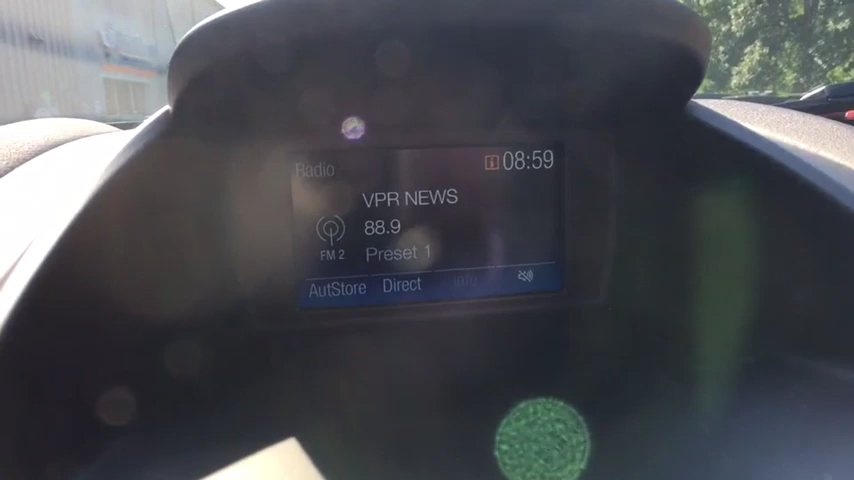 Radio
i 08:59
VPR NEWS
88.9
FM 2
Preset 1
AutStore Direct Info